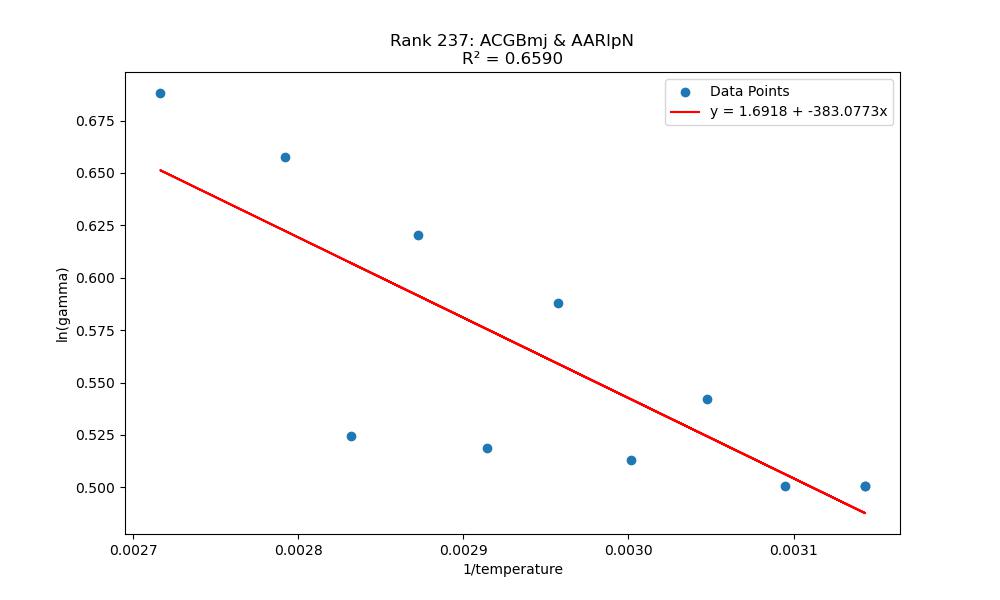 Rank 237: ACGBmj & AARlpN
R² = 0.6590
Data Points
y = 1.6918 + -383.0773x
ln(gamma)
0.675
0.650
0.625
0.600
0.575
0.550
0.525
0.500
0.0027 0.0028 0.0029 0.0030 0.0031
1/temperature